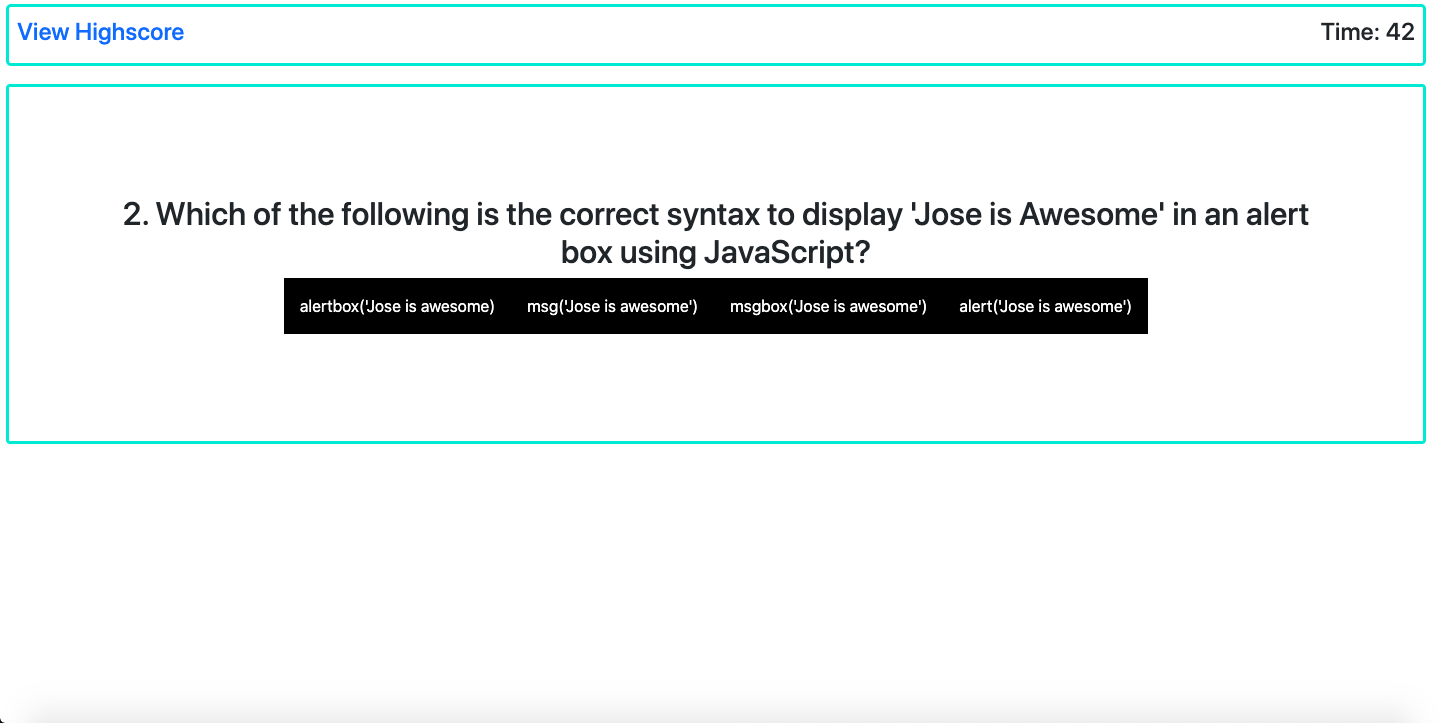 View Highscore
Time: 42
2. Which of the following is the correct syntax to display 'Jose is Awesome' in an alert
box using JavaScript?
alertbox('Jose is awesome)
msg('Jose is awesome')
msgbox('Jose is awesome')
alert('Jose is awesome')